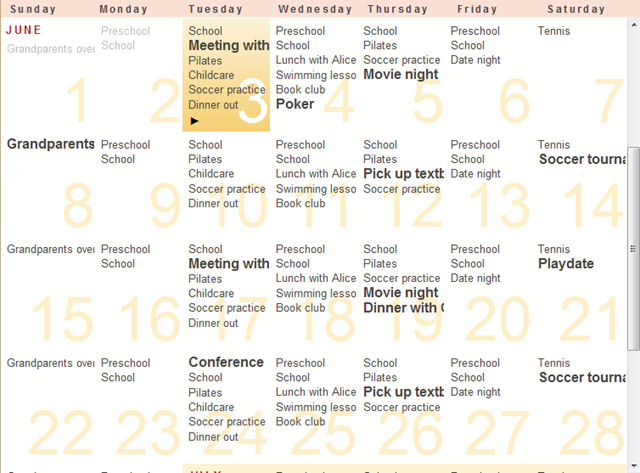 Sunday Monday Tuesday Wednesday Thursday Friday Saturday
JUNE
Grandparents over
1
Preschool
School
2
School
Meeting with
Pilates
Childcare
Soccer practice
Dinner out
3
Preschool
School
Lunch with Alice
Swimming lesso
Book club
Poker
4
School
Pilates
Soccer practice
Movie night
5
Preschool
School
Date night
6
Tennis
7
Grandparents
8
Preschool
School
9
School
Pilates
Childcare
Soccer practice
Dinner out
10
Preschool
School
Lunch with Alice
Swimming lesso
Book club
11
School
Pilates
Pick up textb
Soccer practice
12
Preschool
School
Date night
13
Tennis
Soccer tourna
14
Grandparents over
15
Preschool
School
16
School
Meeting with
Pilates
Childcare
Soccer practice
Dinner out
17
Preschool
School
Lunch with Alice
Swimming lesso
Book club
18
School
Pilates
Soccer practice
Movie night
Dinner with
19
Preschool
School
Date night
20
Tennis
Playdate
21
Grandparents over
22
Preschool
School
23
Conference
School
Pilates
Childcare
Soccer practice
Dinner out
24
Preschool
School
Lunch with Alice
Swimming lesso
Book club
25
School
Pilates
Pick up textb
Soccer practice
26
Preschool
School
Date night
27
Tennis
Soccer tourna
28